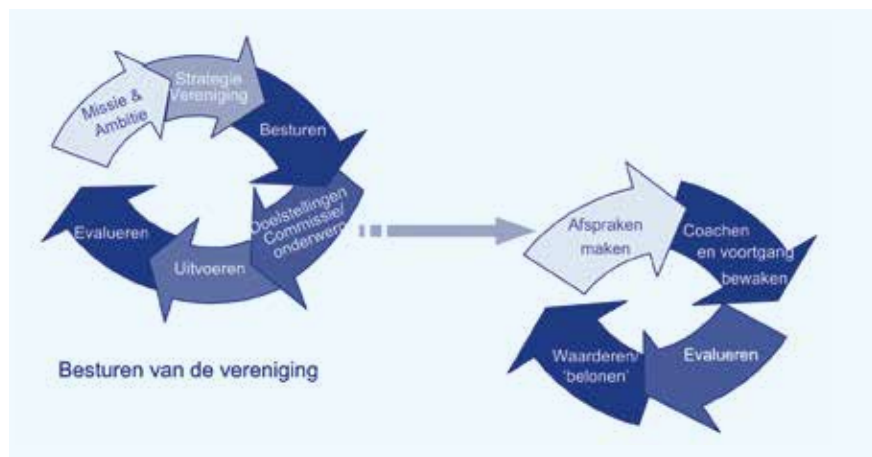 Missie &
Ambitie
Strategie
Vereniging
Besturen
Doelstellingen
Commissie/
onderwerp
Uitvoeren
Evalueren
Besturen van de vereniging
Afspraken
maken
Coachen
en voortgang
bewaken
Evalueren
Waarderen/
'belonen'